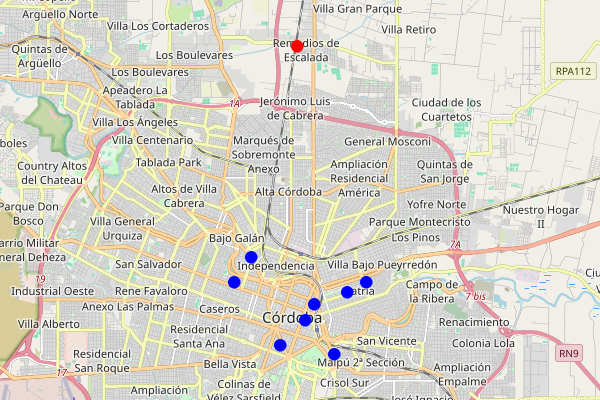 Villa Gran Parque
Argüello Norte
Villa Los Cortaderos
Villa Retiro
Quintas de
Argüello
Los Boulevares
Remedios de
Escalada
Los Boulevares
RPA112
Apeadero La
Tablada
1A
Jerónimo Luis
de Cabrera
Ciudad de los
Cuartetos
Villa Los Ángeles
Villa Centenario
Marqués de
Sobremonte
Anexo
General Mosconi
Tablada Park
Ampliación
Residencial
América
Quintas de
San Jorge
Country Altos
del Chateau
Altos de Villa
Cabrera
Alta Córdoba
Parque Don
Bosco
Yofre Norte
Nuestro Hogar
II
Villa General
Urquiza
Parque Montecristo
Los Pinos
Bajo Galán
7A
San Salvador
Independencia
Villa Bajo Pueyrredón
Industrial Oeste
Rene Favaloro
Campo de
la Ribera
7 bis
Anexo Las Palmas
Caseros
Córdoba
Villa Alberto
Residencial
Santa Ana
Renacimiento
San Vicente
Colonia Lola
Residencial
San Roque
RN9
17
Bella Vista
Maipú 2ª Sección
Ampliación
Empalme
Ampliación
Colinas de
Vélez Sarsfield
Crisol Sur
José Ignacio